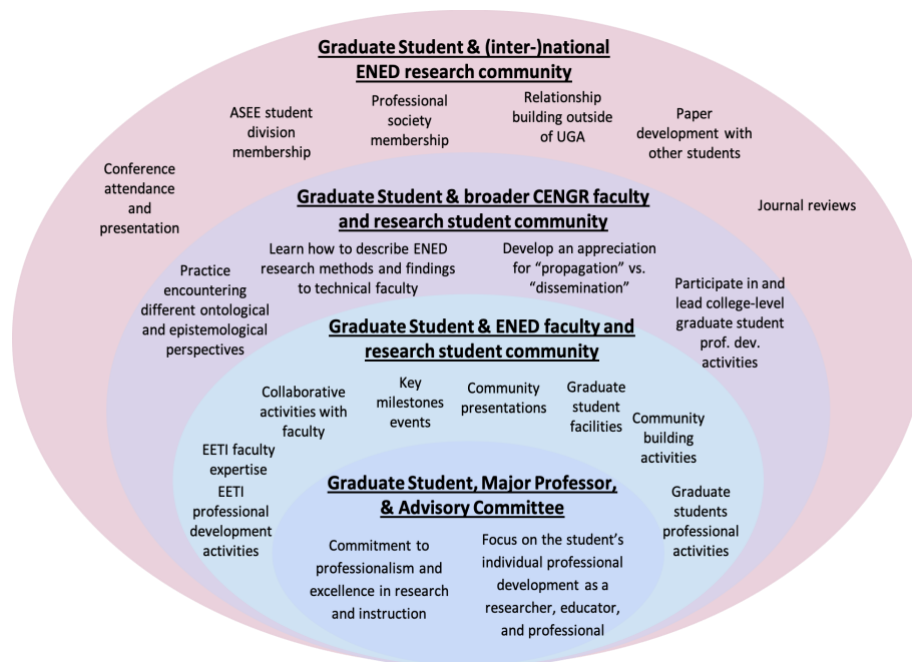 Graduate Student & (inter-)national
ENED research community
ASEE student
division
membership
Professional
society
membership
Relationship
building outside
of UGA
Paper
development with
other students
Conference
attendance
and
presentation
Journal reviews
Graduate Student & broader CENGR faculty
and research student community
Learn how to describe ENED
research methods and findings
to technical faculty
Develop an appreciation
for “propagation” vs.
“dissemination”
Practice
encountering
different ontological
and epistemological
perspectives
Participate in and
lead college-level
graduate student
prof. dev.
activities
Graduate Student & ENED faculty and
research student community
Collaborative
activities with
faculty
Key
milestones
events
Community
presentations
Graduate
student
facilities
Community
building
activities
EETI faculty
expertise
EETI
professional
development
activities
Graduate
students
professional
activities
Graduate Student, Major Professor,
& Advisory Committee
Commitment to
professionalism and
excellence in research
and instruction
Focus on the student’s
individual professional
development as a
researcher, educator,
and professional